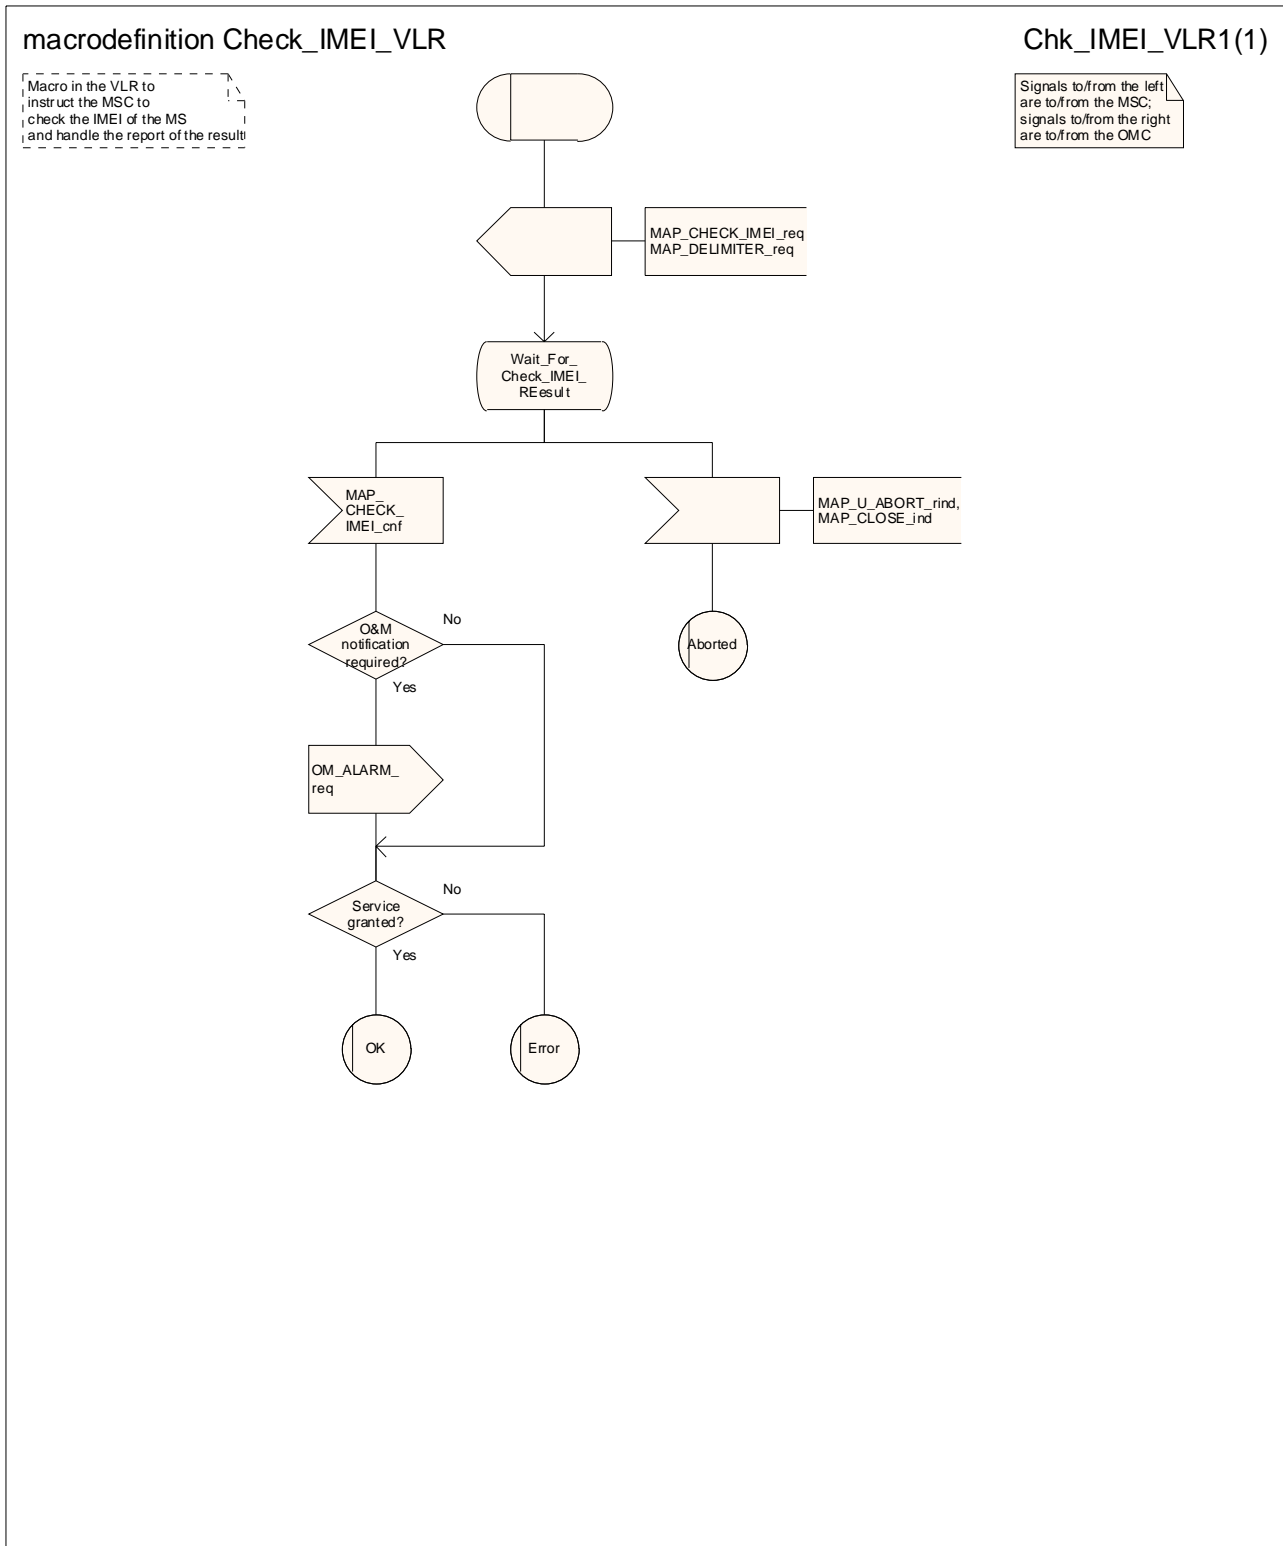 macrodefinition Check_IMEI_VLR
Chk_IMEI_VLR1(1)
Macro in the VLR to
instruct the MSC to
check the IMEI of the MS
and handle the report of the result
Signals to/from the left
are to/from the MSC;
signals to/from the right
are to/from the OMC
MAP_CHECK_IMEI_req
MAP_DELIMITER_req
Wait_For_
Check_IMEI_
REesult
MAP_
CHECK_
IMEI_cnf
MAP_U_ABORT_rind,
MAP_CLOSE_ind
O&M
notification
required?
No
Yes
Aborted
OM_ALARM_
req
Service
granted?
No
Yes
OK
Error